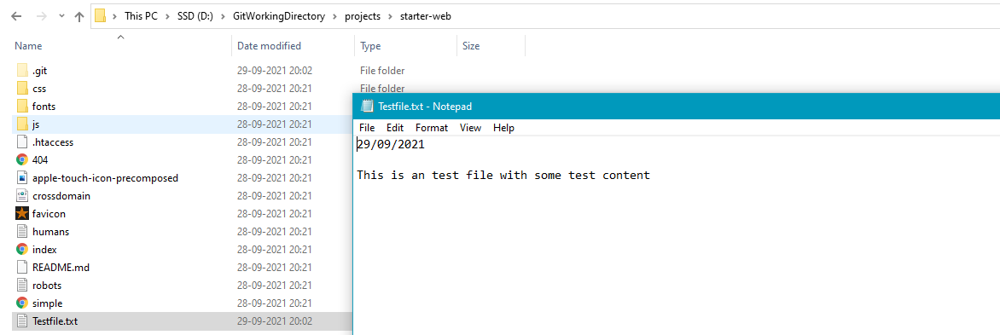 This PC > SSD (D:) > GitWorkingDirectory > projects > starter-web
Name Date modified Type Size
.git 29-09-2021 20:02 File folder
css 28-09-2021 20:21 File folder
fonts 28-09-2021 20:21
js 28-09-2021 20:21
.htaccess 28-09-2021 20:21
404 28-09-2021 20:21
apple-touch-icon-precomposed 28-09-2021 20:21
crossdomain 28-09-2021 20:21
favicon 28-09-2021 20:21
humans 28-09-2021 20:21
index 28-09-2021 20:21
README.md 28-09-2021 20:21
robots 28-09-2021 20:21
simple 28-09-2021 20:21
Testfile.txt 29-09-2021 20:02
Testfile.txt - Notepad
File Edit Format View Help
29/09/2021
This is an test file with some test content